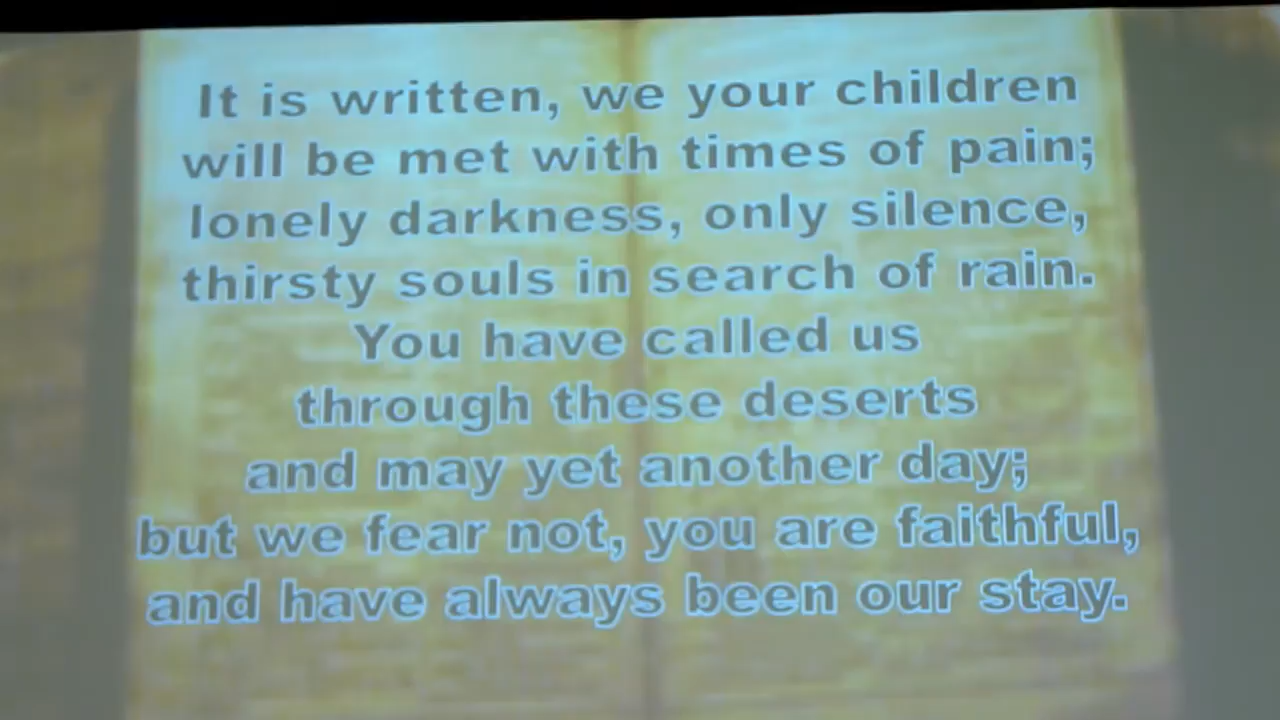 It is written, we your children
will be met with times of pain;
lonely darkness, only silence,
thirsty souls in search of rain.
You have called us
through these deserts
and may yet another day;
but we fear not, you are faithful,
and have always been our stay.